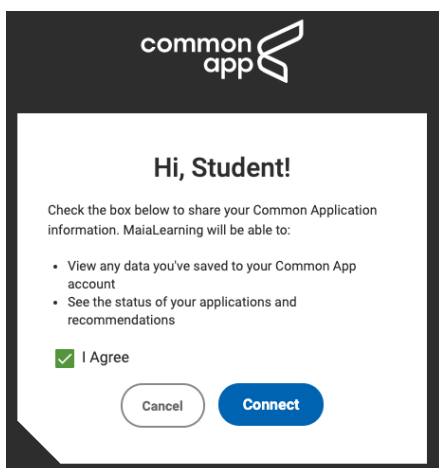 common
app
Hi, Student!
Check the box below to share your Common Application
information. MaiaLearning will be able to:
• View any data you've saved to your Common App
account
• See the status of your applications and
recommendations
I Agree
Cancel
Connect